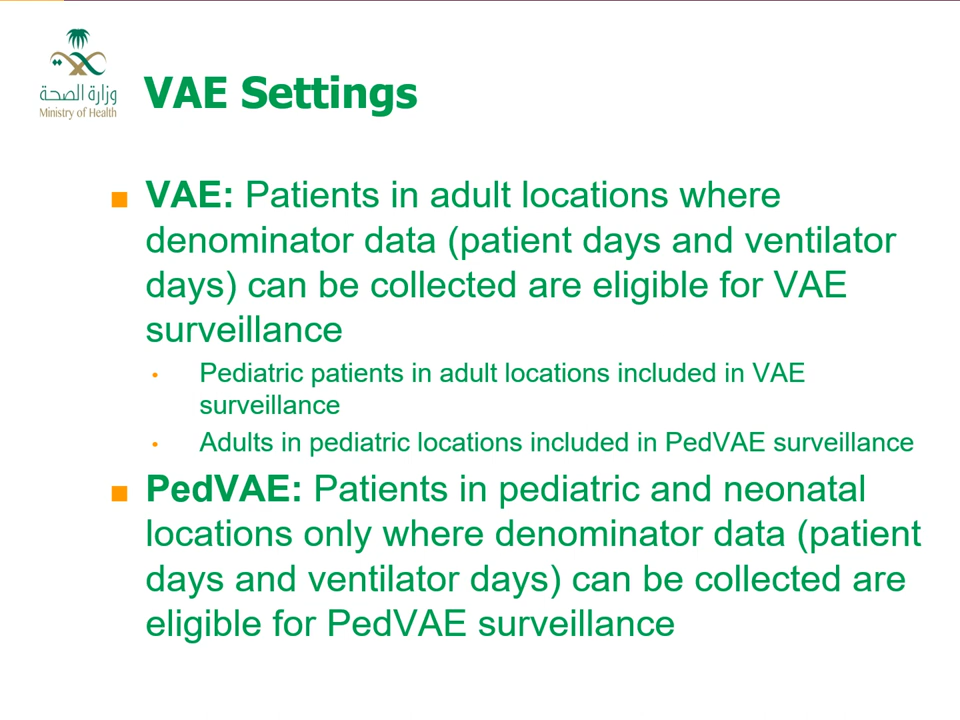 وزارة الصحة
Ministry of Health
VAE Settings
VAE: Patients in adult locations where
denominator data (patient days and ventilator
days) can be collected are eligible for VAE
surveillance
Pediatric patients in adult locations included in VAE
surveillance
Adults in pediatric locations included in PedVAE surveillance
PedVAE: Patients in pediatric and neonatal
locations only where denominator data (patient
days and ventilator days) can be collected are
eligible for PedVAE surveillance